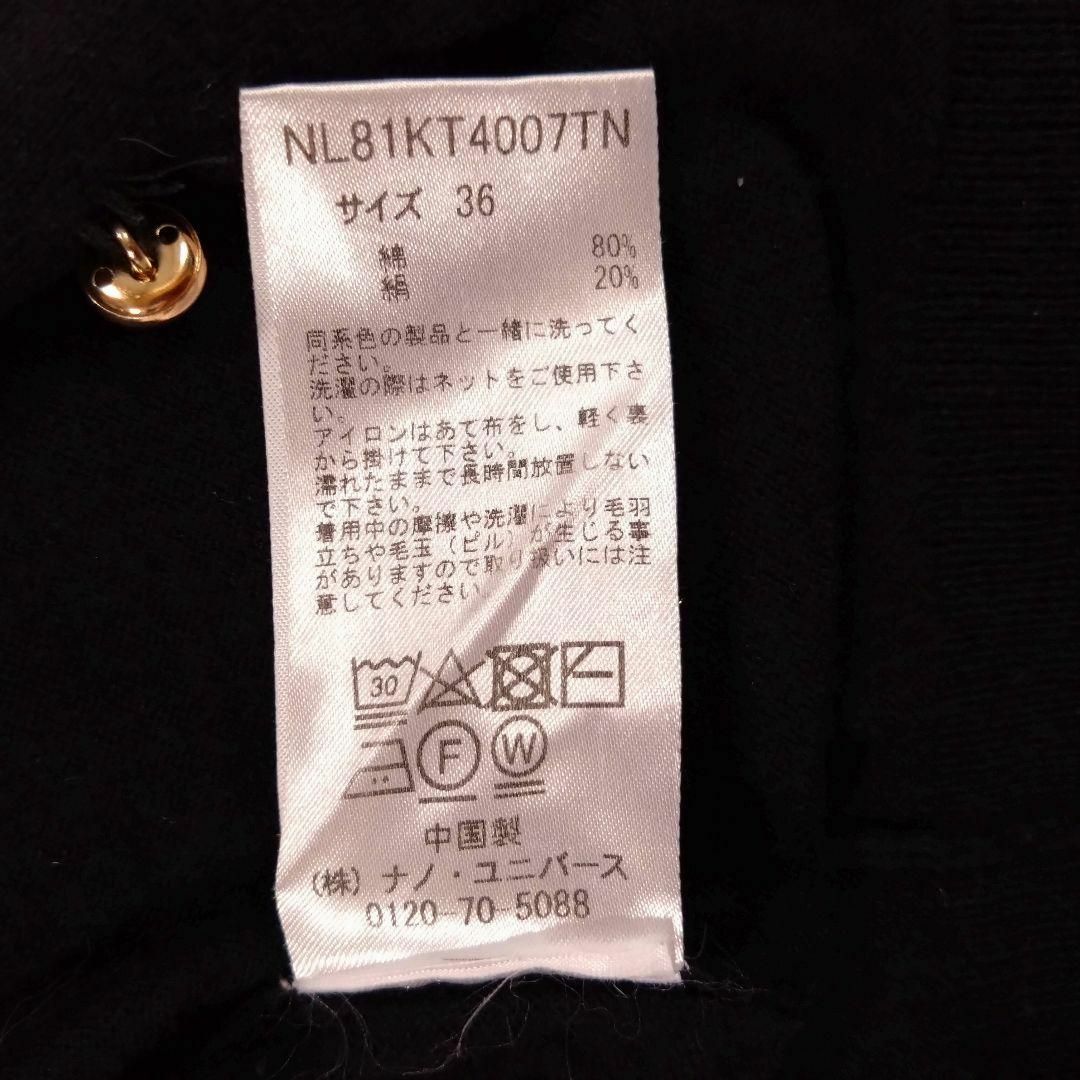 NL81KT4007TN
サイズ 36
綿 80%
絹 20%
同系色の製品と一緒に洗ってく
ださい。
洗濯の際はネットをご使用下さ
い。
アイロンはあて布をし、軽く裏
から掛けて下さい。
濡れたままで長時間放置しない
で下さい。
着用中の摩擦や洗濯により毛羽
立ちや毛玉(ピル)が生じる事
がありますので取り扱いには注
意してください
30
F
W
中国製
(株)ナノ・ユニバース
0120-70-5088